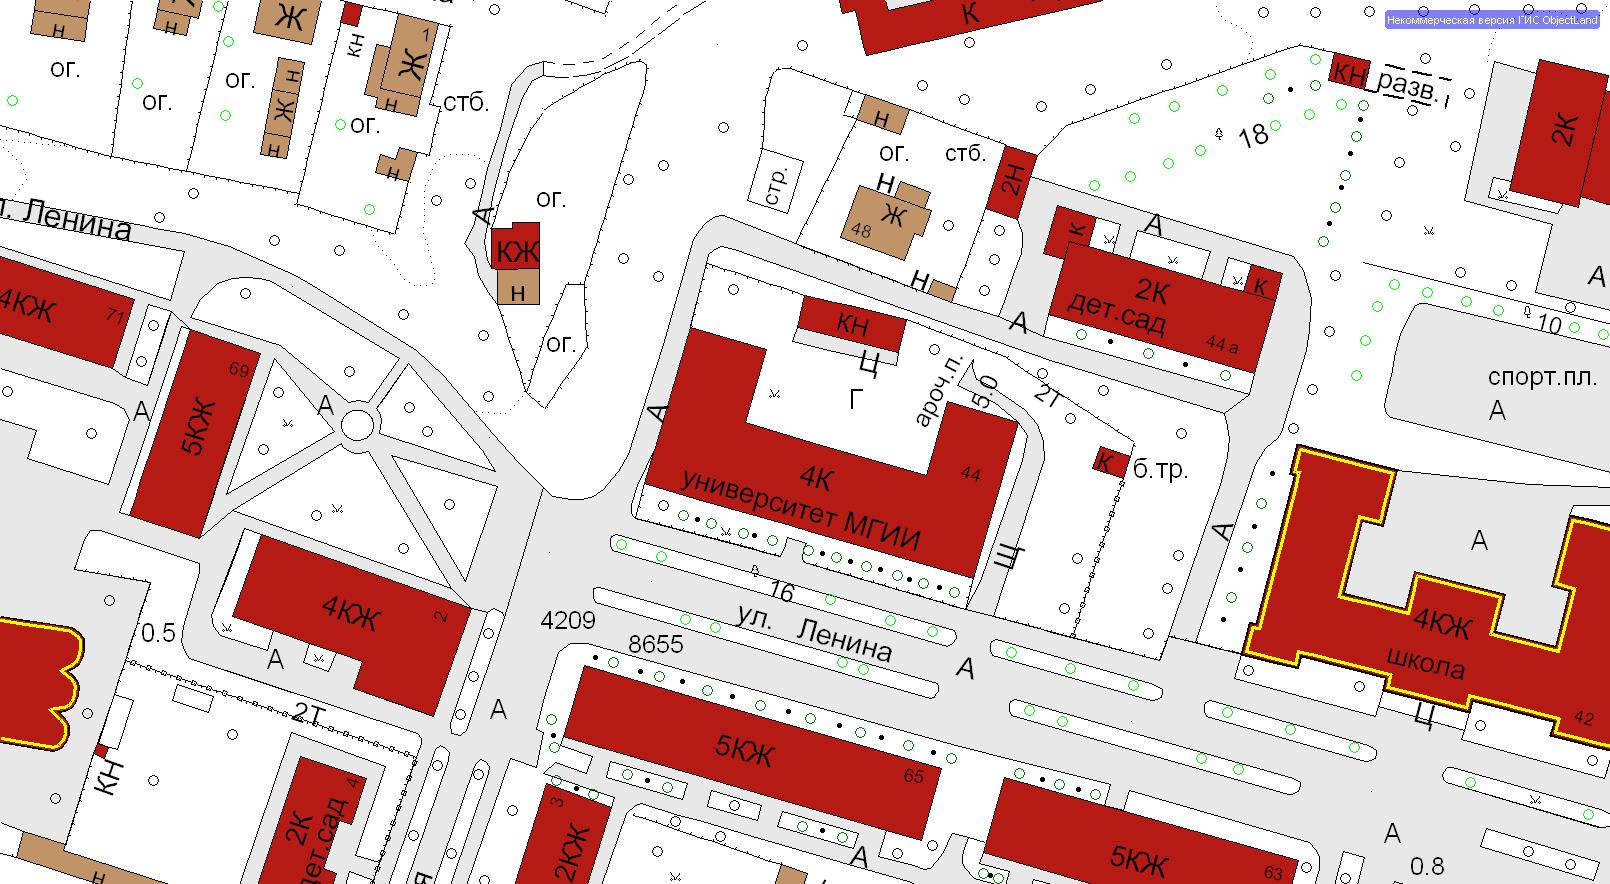 Некоммерческая версия ГИС ObjectLand
К
Н
Н
Ж
Ж
1
кн
Н
ог.
ог.
ог.
Н
Ж
Н
Н
ог.
Н
стб.
КН
разв.
18
2К
Н
ог.
стб.
2Н
стр.
Н
Ж
48
Н
А
ог.
А
КЖ
Н
ог.
Ленина
4КЖ
71
69
5КЖ
А
А
К
К
2К
дет.сад
44 а
А
А
10
спорт.пл.
А
КН
Ц
Г
ароч.п.
5.0
2Т
А
4К
университет МГИИ
44
К
б.тр.
Щ
А
А
4КЖ
школа
42
Ц
16
ул. Ленина
А
4209
8655
4КЖ
2
0.5
А
2Т
А
КН
4
2К
дет.сад
Н
3
2КЖ
5КЖ
65
А
5КЖ
63
А
0.8